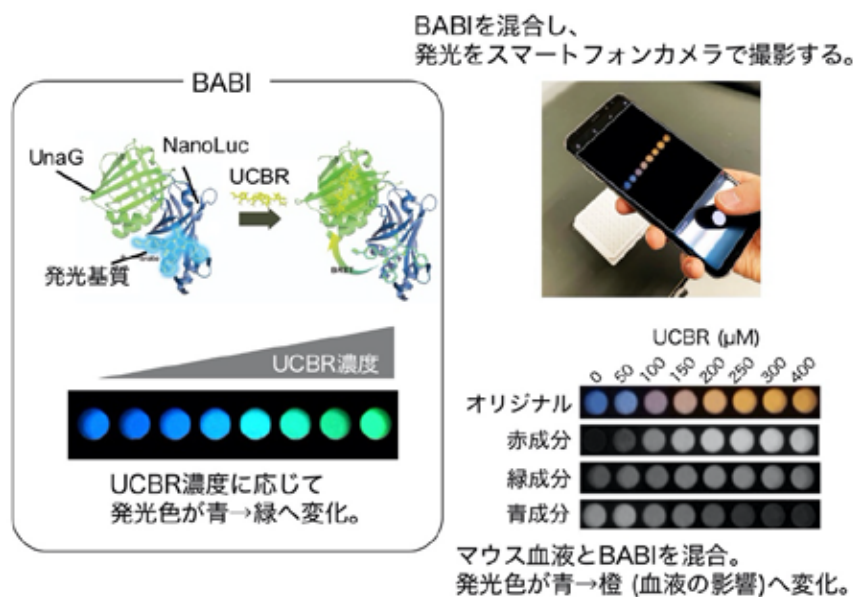 BABIを混合し、
発光をスマートフォンカメラで撮影する。
BABI
UnaG
NanoLuc
UCBR
発光基質
BRET
UCBR濃度
UCBR濃度に応じて
発光色が青→緑へ変化。
UCBR (μM)
0 50 100 150 200 250 300 400
オリジナル
赤成分
緑成分
青成分
マウス血液とBABIを混合。
発光色が青→橙 (血液の影響)へ変化。